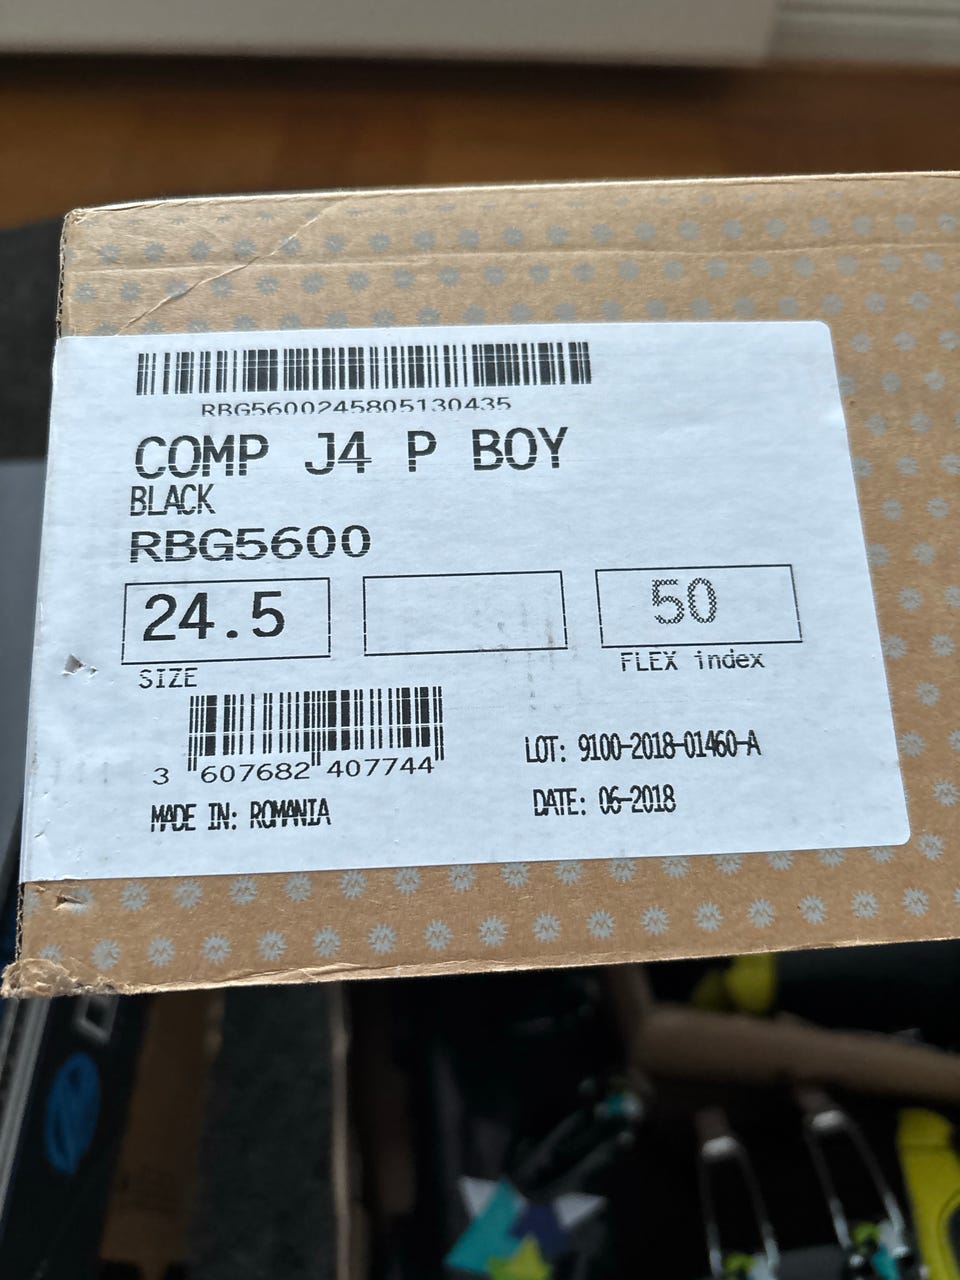 RBG5600245805130435
COMP J4 P BOY
BLACK
RBG5600
24.5
50
SIZE
FLEX index
3 607682 407744
LOT: 9100-2018-01460-A
MADE IN: ROMANIA
DATE: 06-2018